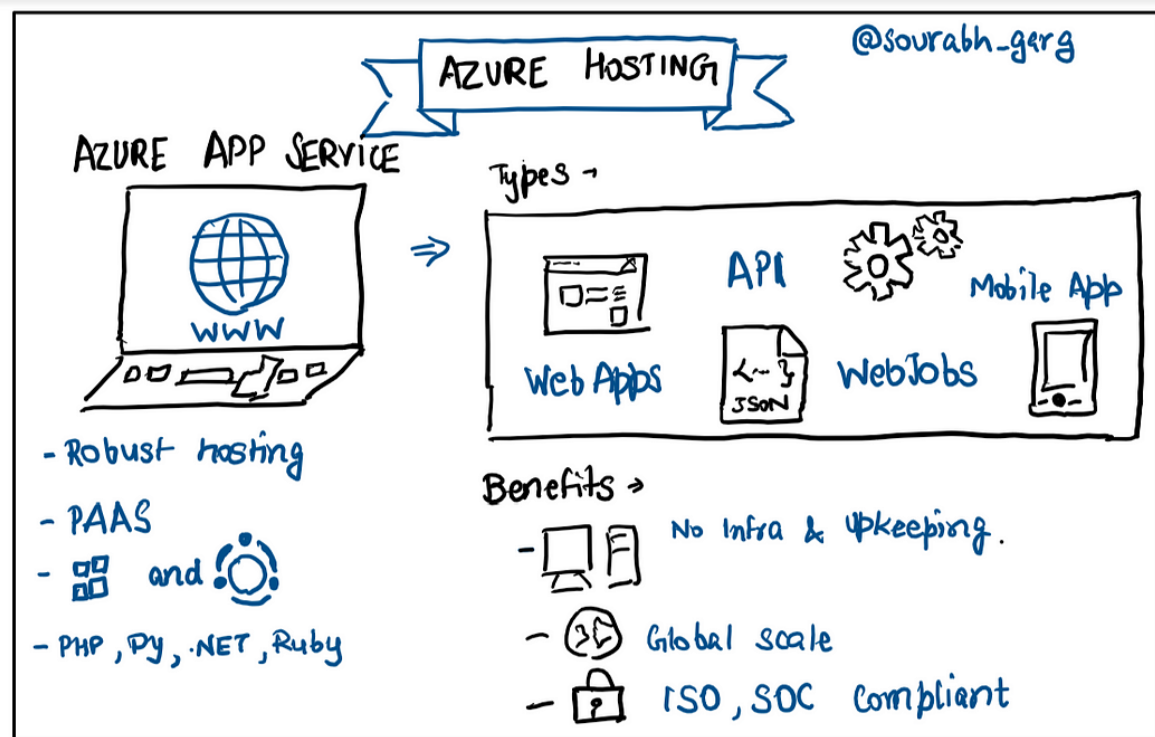 @sourabh_garg
AZURE HOSTING
AZURE APP SERVICE
WWW
- Robust hosting
- PAAS
- and
- PHP, Py, .NET, Ruby
Types →
Web Apps
API
<~}
JSON
WebJobs
Mobile App
Benefits →
- No Infra & Upkeeping.
- Global scale
- ISO, SOC Compliant